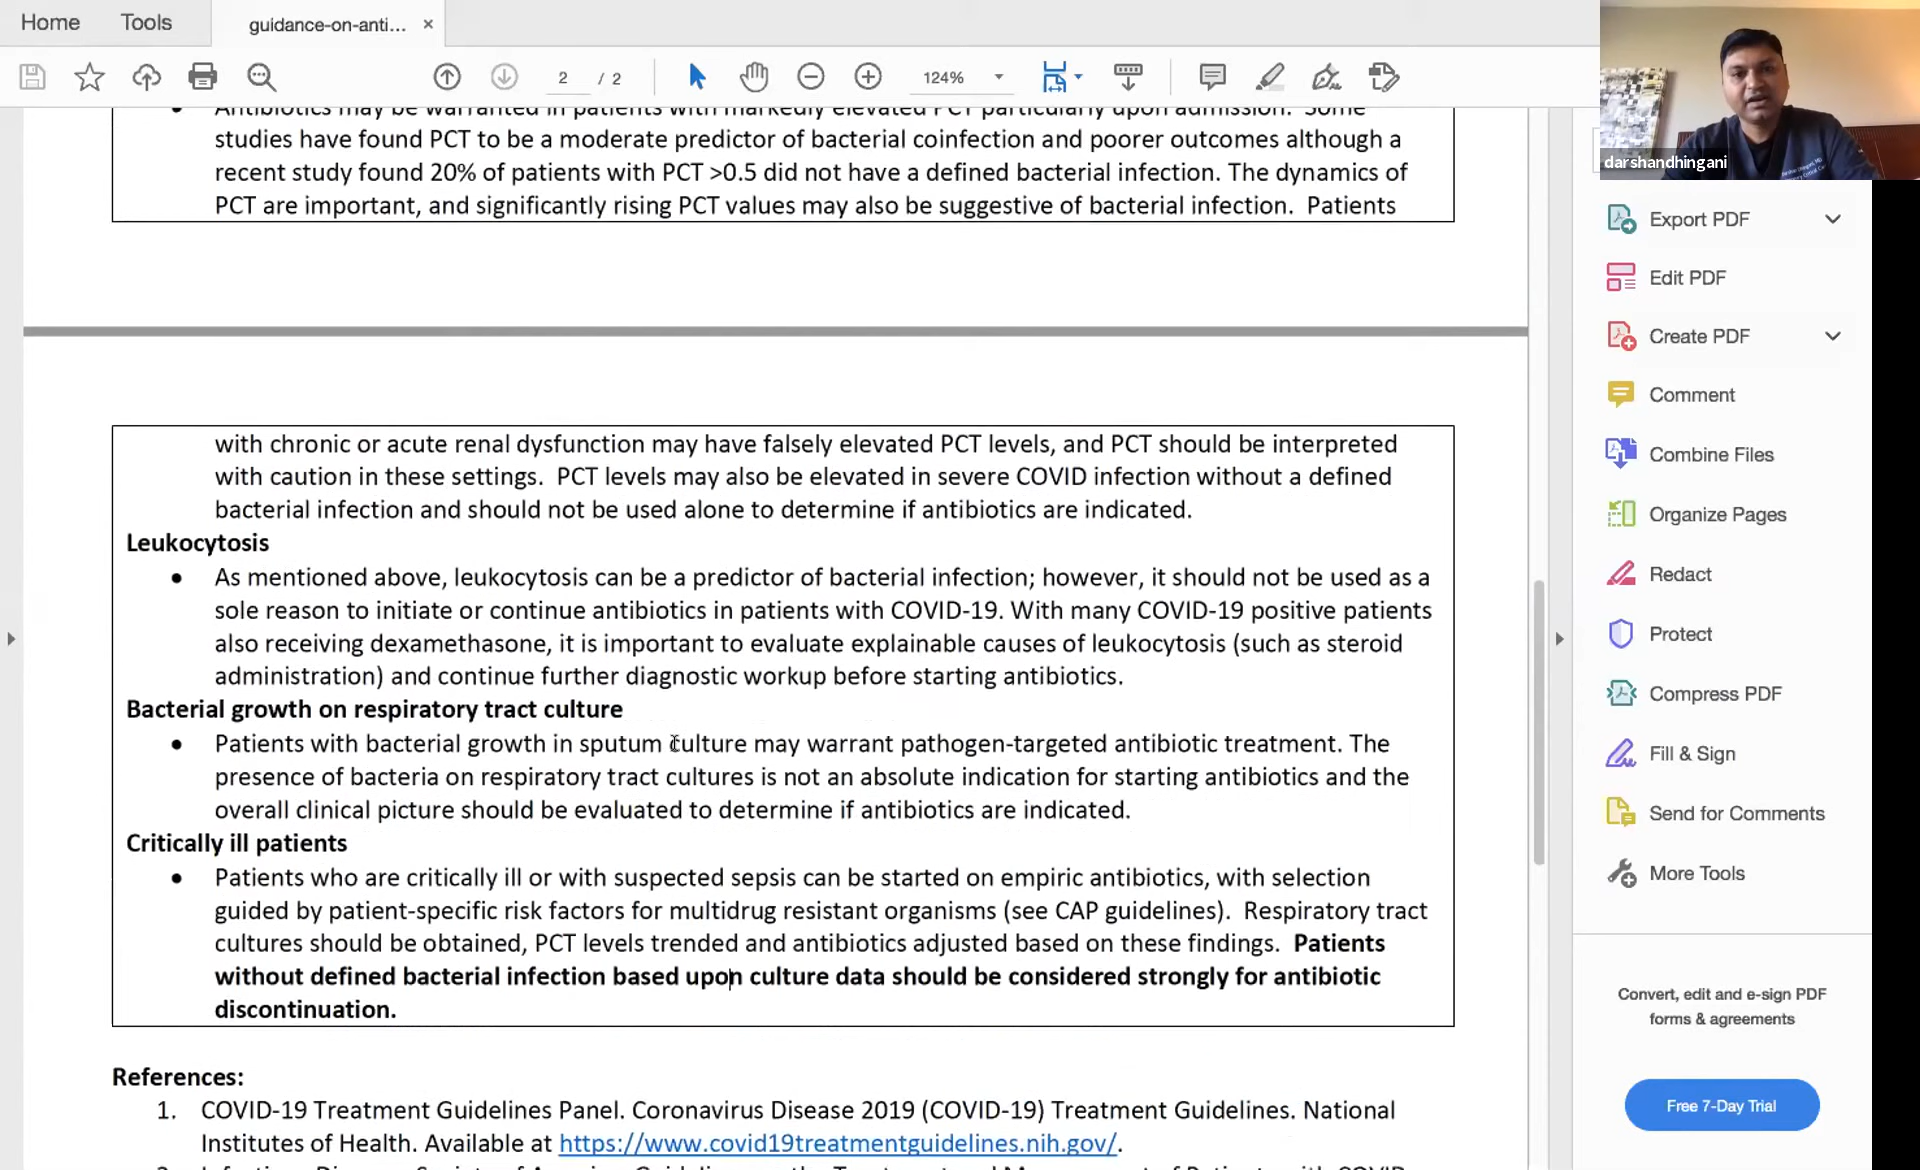 Home
Tools
guidance-on-anti... ×
2 / 2
124%
darshandhingani
Antibiotics may be warranted in patients with markedly elevated PCT particularly upon admission. Some
studies have found PCT to be a moderate predictor of bacterial coinfection and poorer outcomes although a
recent study found 20% of patients with PCT >0.5 did not have a defined bacterial infection. The dynamics of
PCT are important, and significantly rising PCT values may also be suggestive of bacterial infection. Patients
with chronic or acute renal dysfunction may have falsely elevated PCT levels, and PCT should be interpreted
with caution in these settings. PCT levels may also be elevated in severe COVID infection without a defined
bacterial infection and should not be used alone to determine if antibiotics are indicated.
Leukocytosis
• As mentioned above, leukocytosis can be a predictor of bacterial infection; however, it should not be used as a
sole reason to initiate or continue antibiotics in patients with COVID-19. With many COVID-19 positive patients
also receiving dexamethasone, it is important to evaluate explainable causes of leukocytosis (such as steroid
administration) and continue further diagnostic workup before starting antibiotics.
Bacterial growth on respiratory tract culture
• Patients with bacterial growth in sputum culture may warrant pathogen-targeted antibiotic treatment. The
presence of bacteria on respiratory tract cultures is not an absolute indication for starting antibiotics and the
overall clinical picture should be evaluated to determine if antibiotics are indicated.
Critically ill patients
• Patients who are critically ill or with suspected sepsis can be started on empiric antibiotics, with selection
guided by patient-specific risk factors for multidrug resistant organisms (see CAP guidelines). Respiratory tract
cultures should be obtained, PCT levels trended and antibiotics adjusted based on these findings. Patients
without defined bacterial infection based upon culture data should be considered strongly for antibiotic
discontinuation.
References:
1. COVID-19 Treatment Guidelines Panel. Coronavirus Disease 2019 (COVID-19) Treatment Guidelines. National
Institutes of Health. Available at https://www.covid19treatmentguidelines.nih.gov/.
Export PDF
Edit PDF
Create PDF
Comment
Combine Files
Organize Pages
Redact
Protect
Compress PDF
Fill & Sign
Send for Comments
More Tools
Convert, edit and e-sign PDF
forms & agreements
Free 7-Day Trial